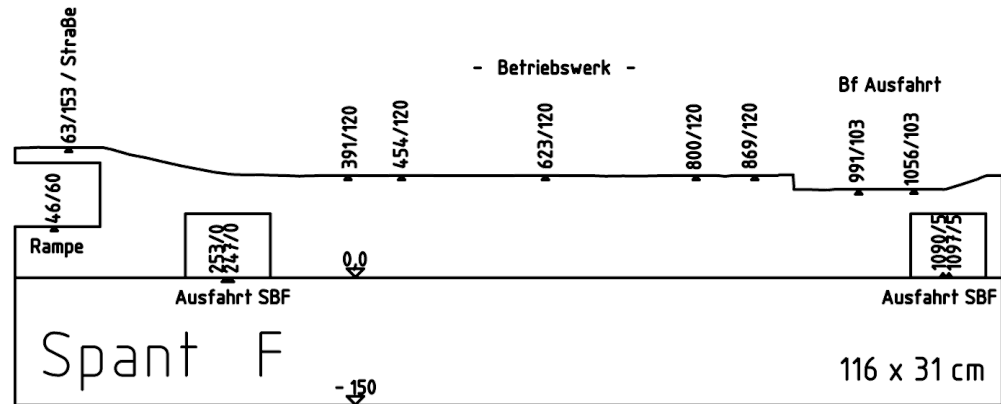 63/153 / Straße
- Betriebswerk -
Bf Ausfahrt
391/120
454/120
623/120
800/120
869/120
991/103
1056/103
46/60
Rampe
253/0
247/0
0,0
1090/5
1097/5
Ausfahrt SBF
Ausfahrt SBF
Spant F
116 x 31 cm
- 150